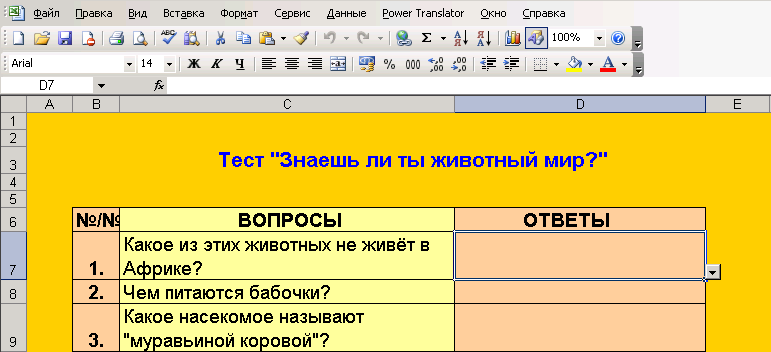 Файл Правка Вид Вставка Формат Сервис Данные Power Translator Окно Справка
100%
Arial 14 Ж К Ч % 000
D7 fx
A B C D E
1
2
3 Тест "Знаешь ли ты животный мир?"
4
5
6 №/№ ВОПРОСЫ ОТВЕТЫ
Какое из этих животных не живёт в
7 1. Африке?
8 2. Чем питаются бабочки?
Какое насекомое называют
9 3. "муравьиной коровой"?